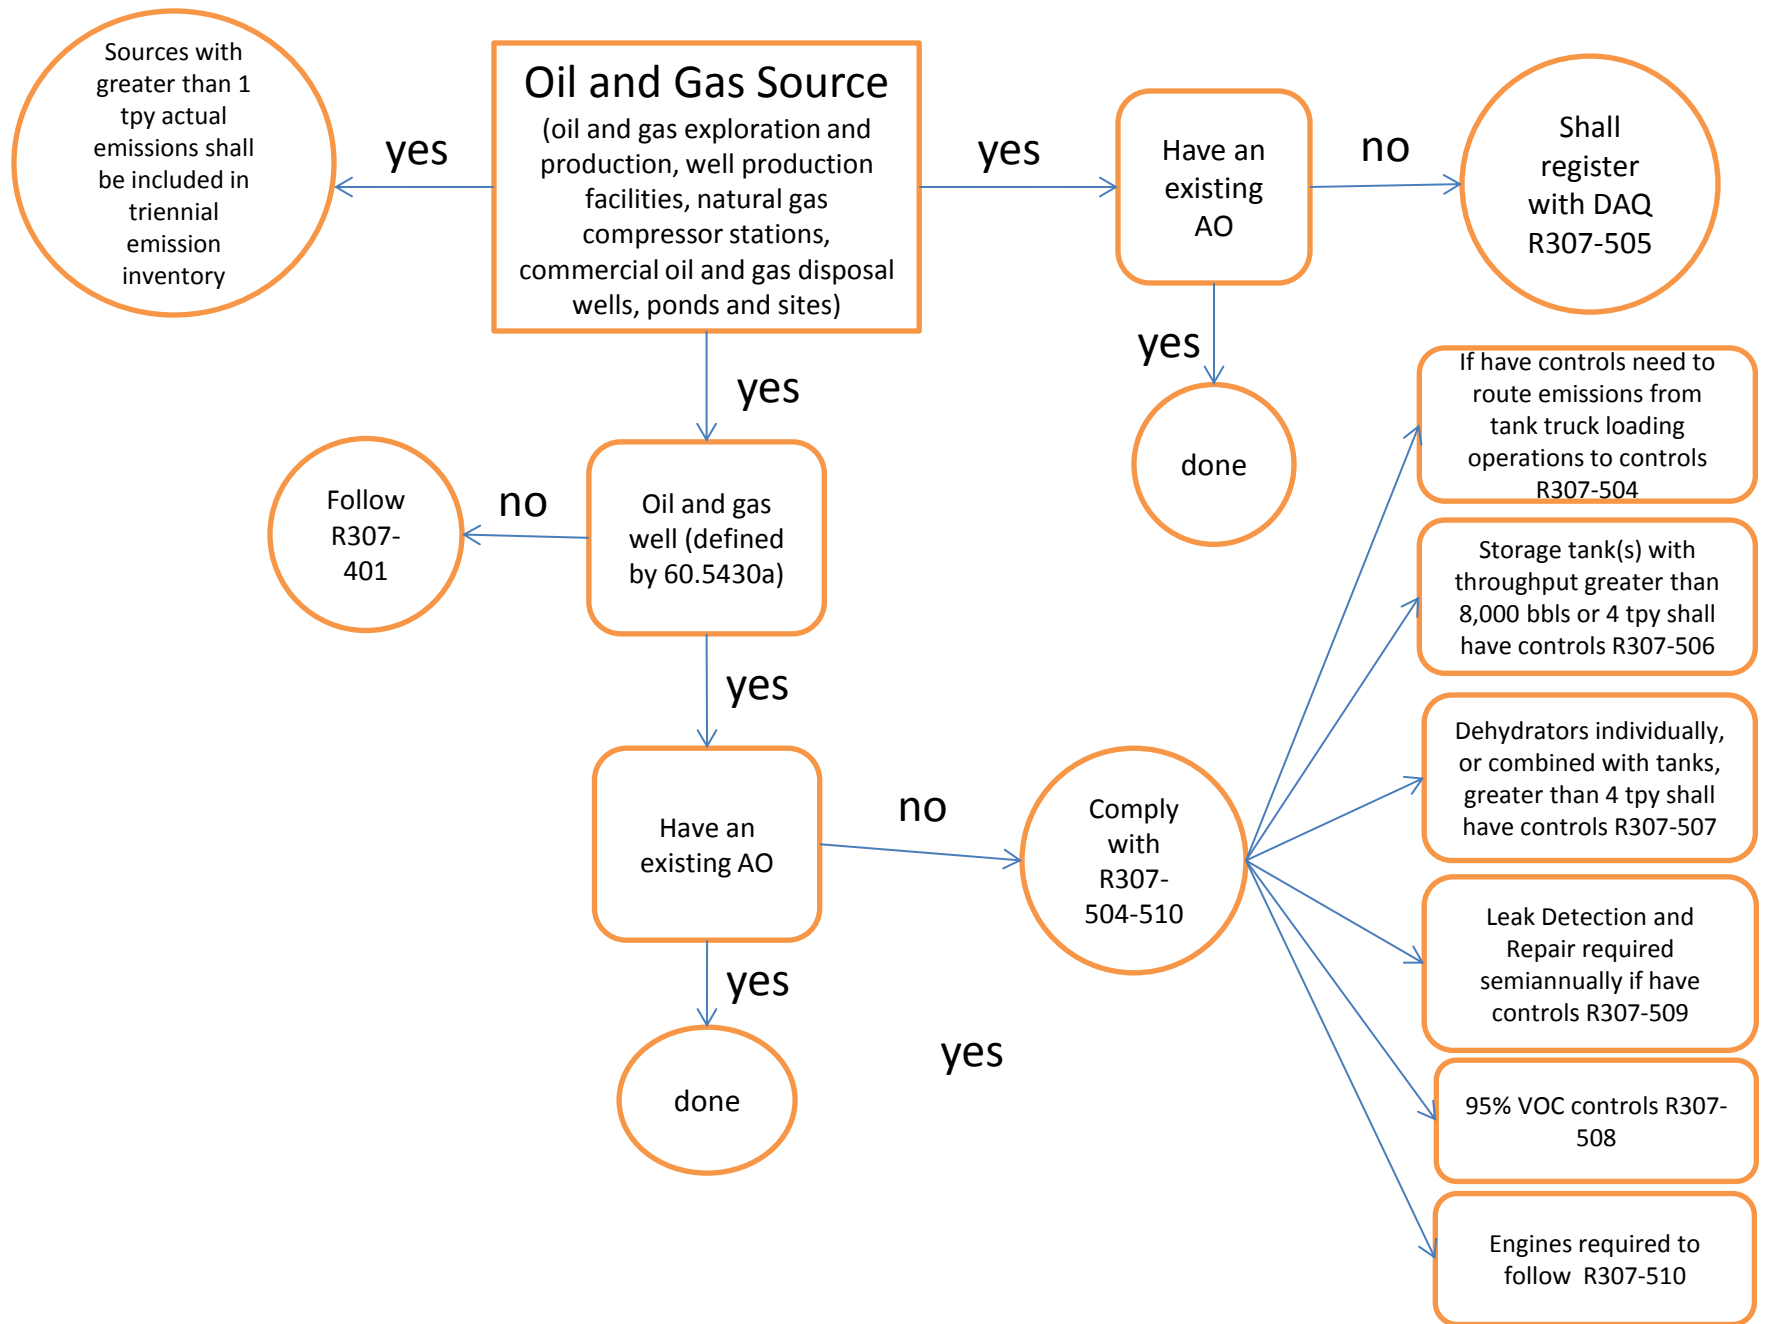 Sources with
greater than 1
tpy actual
emissions shall
be included in
triennial
emission
inventory
yes
Oil and Gas Source
(oil and gas exploration and
production, well production
facilities, natural gas
compressor stations,
commercial oil and gas disposal
wells, ponds and sites)
yes
Have an
existing
AO
no
Shall
register
with DAQ
R307-505
yes
done
yes
Oil and gas
well (defined
by 60.5430a)
no
Follow
R307-
401
yes
Have an
existing AO
no
Comply
with
R307-
504-510
yes
done
yes
If have controls need to
route emissions from
tank truck loading
operations to controls
R307-504
Storage tank(s) with
throughput greater than
8,000 bbls or 4 tpy shall
have controls R307-506
Dehydrators individually,
or combined with tanks,
greater than 4 tpy shall
have controls R307-507
Leak Detection and
Repair required
semiannually if have
controls R307-509
95% VOC controls R307-
508
Engines required to
follow  R307-510